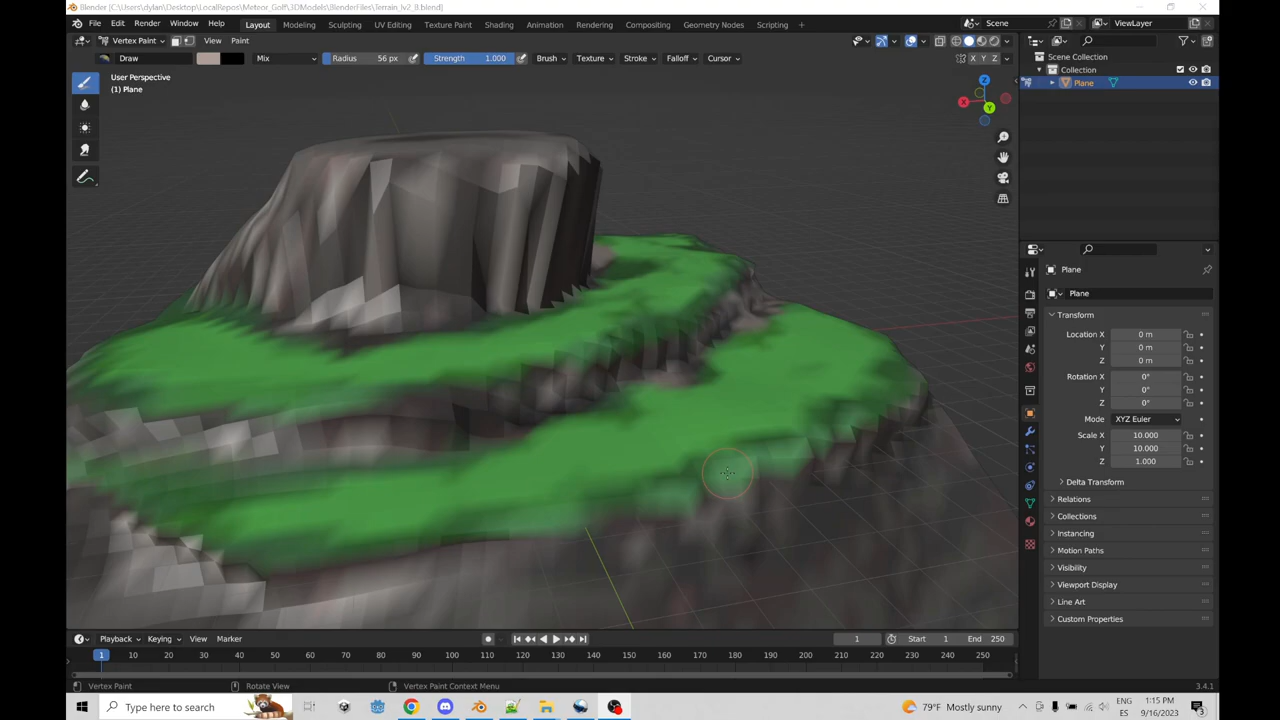 Blender [C:\Users\dylan\Desktop\LocalRepos\Meteor_Golf\3DModels\BlenderFiles\Terrain_lv2_8.blend]
File Edit Render Window Help Layout Modeling Sculpting UV Editing Texture Paint Shading Animation Rendering Compositing Geometry Nodes Scripting + Scene ViewLayer
Vertex Paint View Paint
Draw Mix Radius 56 px Strength 1.000 Brush Texture Stroke Falloff Cursor X Y Z
Scene Collection
Collection
Plane
User Perspective
(1) Plane
Z
X
Y
Plane
Plane
Transform
Location X 0 m
Y 0 m
Z 0 m
Rotation X 0°
Y 0°
Z 0°
Mode XYZ Euler
Scale X 10.000
Y 10.000
Z 1.000
Delta Transform
Relations
Collections
Instancing
Motion Paths
Visibility
Viewport Display
Line Art
Custom Properties
Playback Keying View Marker 1 Start 1 End 250
1 10 20 30 40 50 60 70 80 90 100 110 120 130 140 150 160 170 180 190 200 210 220 230 240 250
Vertex Paint Rotate View Vertex Paint Context Menu 3.4.1
Type here to search 79°F Mostly sunny ENG 1:15 PM
ES 9/16/2023 3